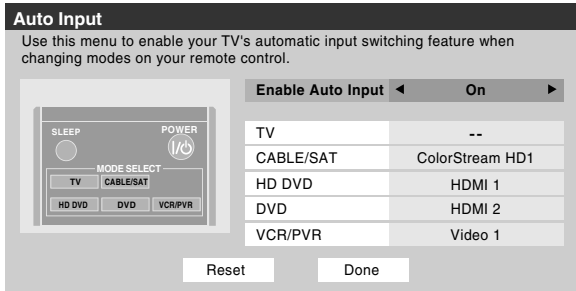 Auto Input
Use this menu to enable your TV's automatic input switching feature when
changing modes on your remote control.
SLEEP POWER
MODE SELECT
TV CABLE/SAT
HD DVD DVD VCR/PVR
Enable Auto Input ◀ On ▶
TV --
CABLE/SAT ColorStream HD1
HD DVD HDMI 1
DVD HDMI 2
VCR/PVR Video 1
Reset Done